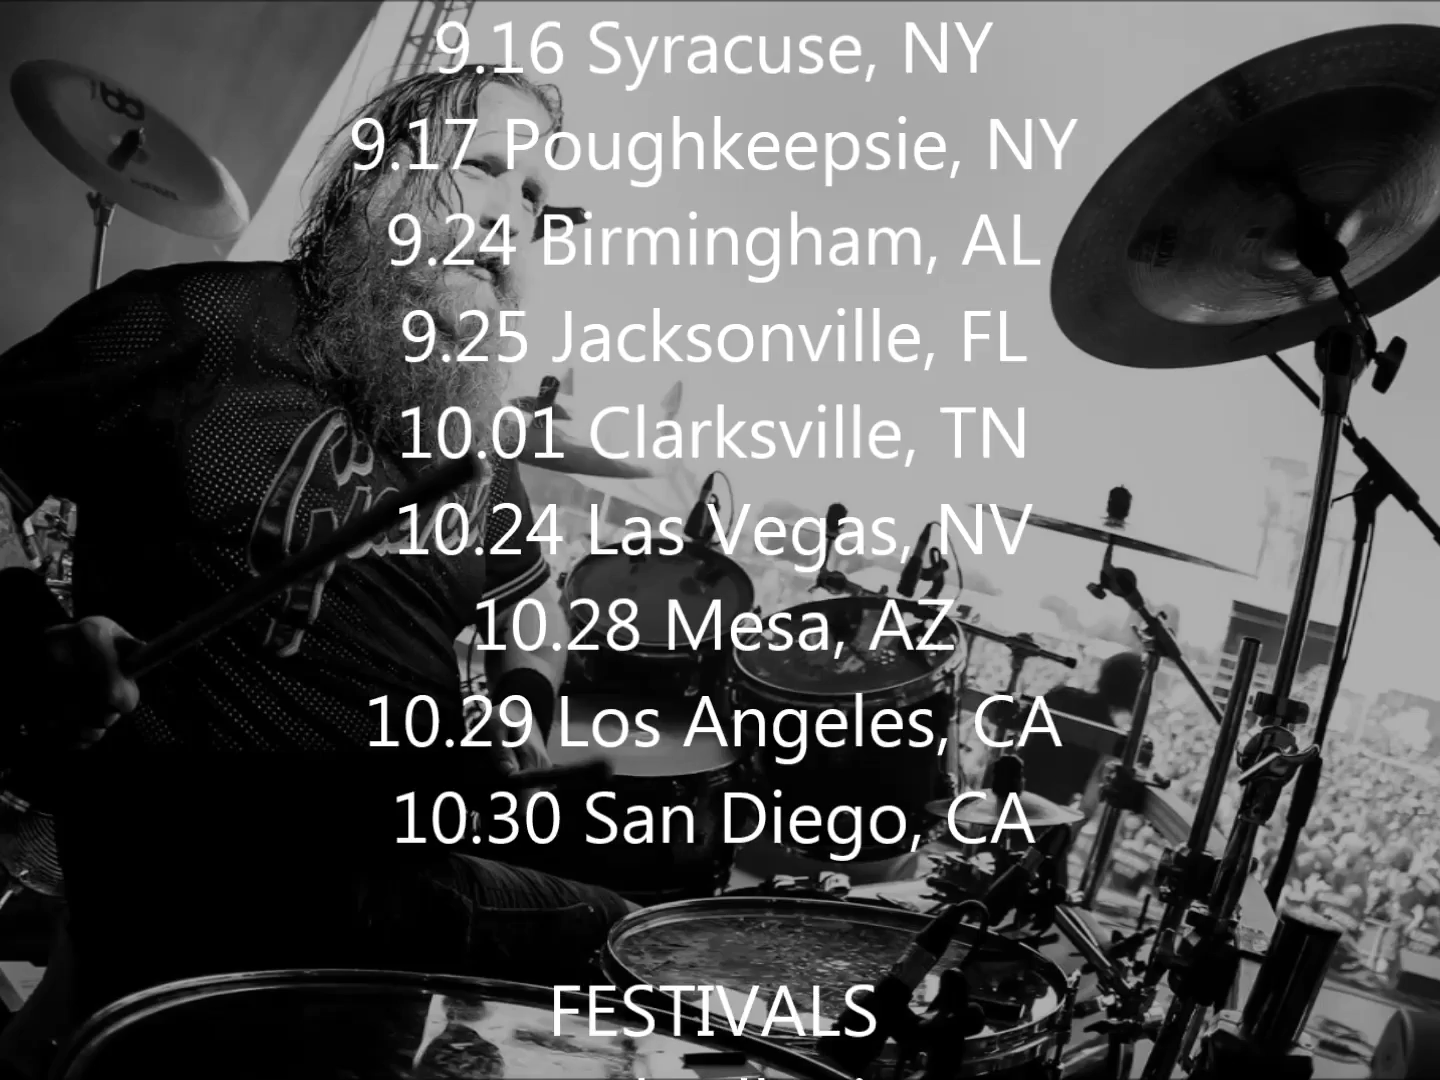 9.16 Syracuse, NY
9.17 Poughkeepsie, NY
9.24 Birmingham, AL
9.25 Jacksonville, FL
10.01 Clarksville, TN
10.24 Las Vegas, NV
10.28 Mesa, AZ
10.29 Los Angeles, CA
10.30 San Diego, CA
FESTIVALS